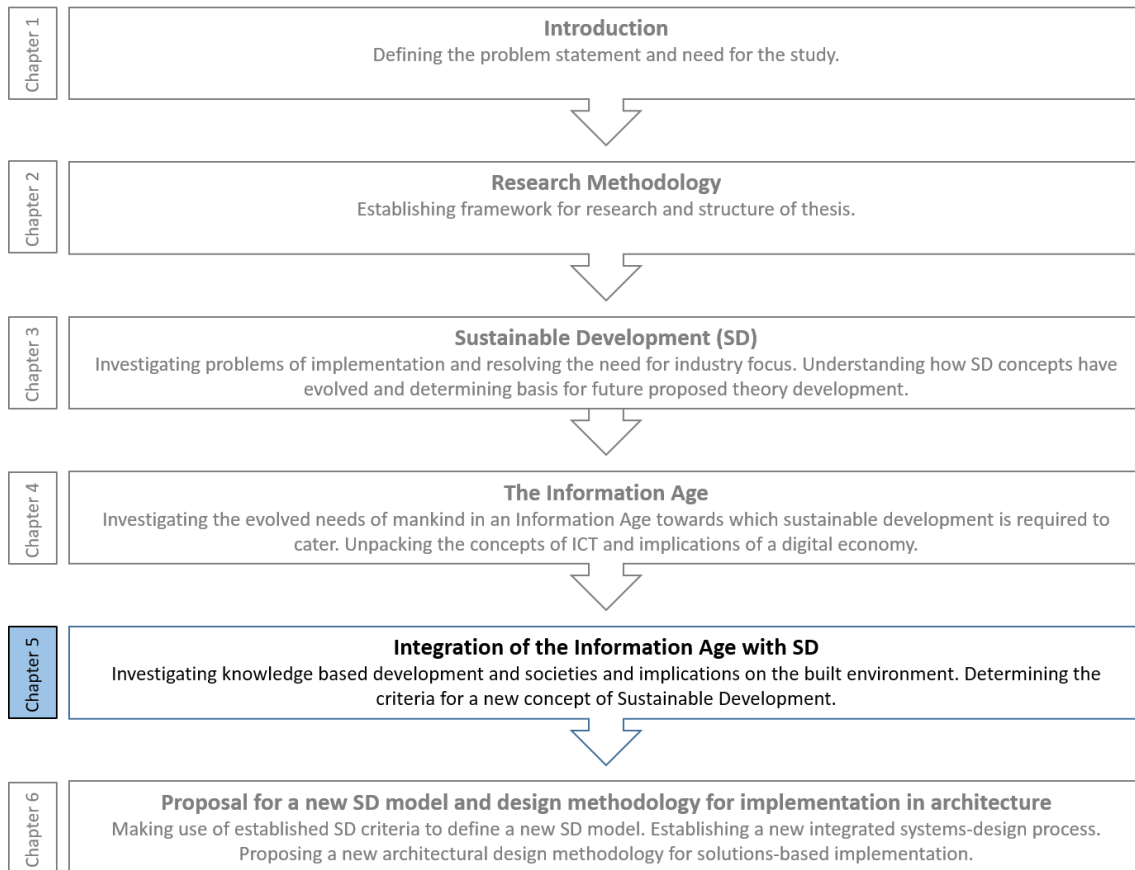 Chapter 1
Introduction
Defining the problem statement and need for the study.
Chapter 2
Research Methodology
Establishing framework for research and structure of thesis.
Chapter 3
Sustainable Development (SD)
Investigating problems of implementation and resolving the need for industry focus. Understanding how SD concepts have
evolved and determining basis for future proposed theory development.
Chapter 4
The Information Age
Investigating the evolved needs of mankind in an Information Age towards which sustainable development is required to
cater. Unpacking the concepts of ICT and implications of a digital economy.
Chapter 5
Integration of the Information Age with SD
Investigating knowledge based development and societies and implications on the built environment. Determining the
criteria for a new concept of Sustainable Development.
Chapter 6
Proposal for a new SD model and design methodology for implementation in architecture
Making use of established SD criteria to define a new SD model. Establishing a new integrated systems-design process.
Proposing a new architectural design methodology for solutions-based implementation.